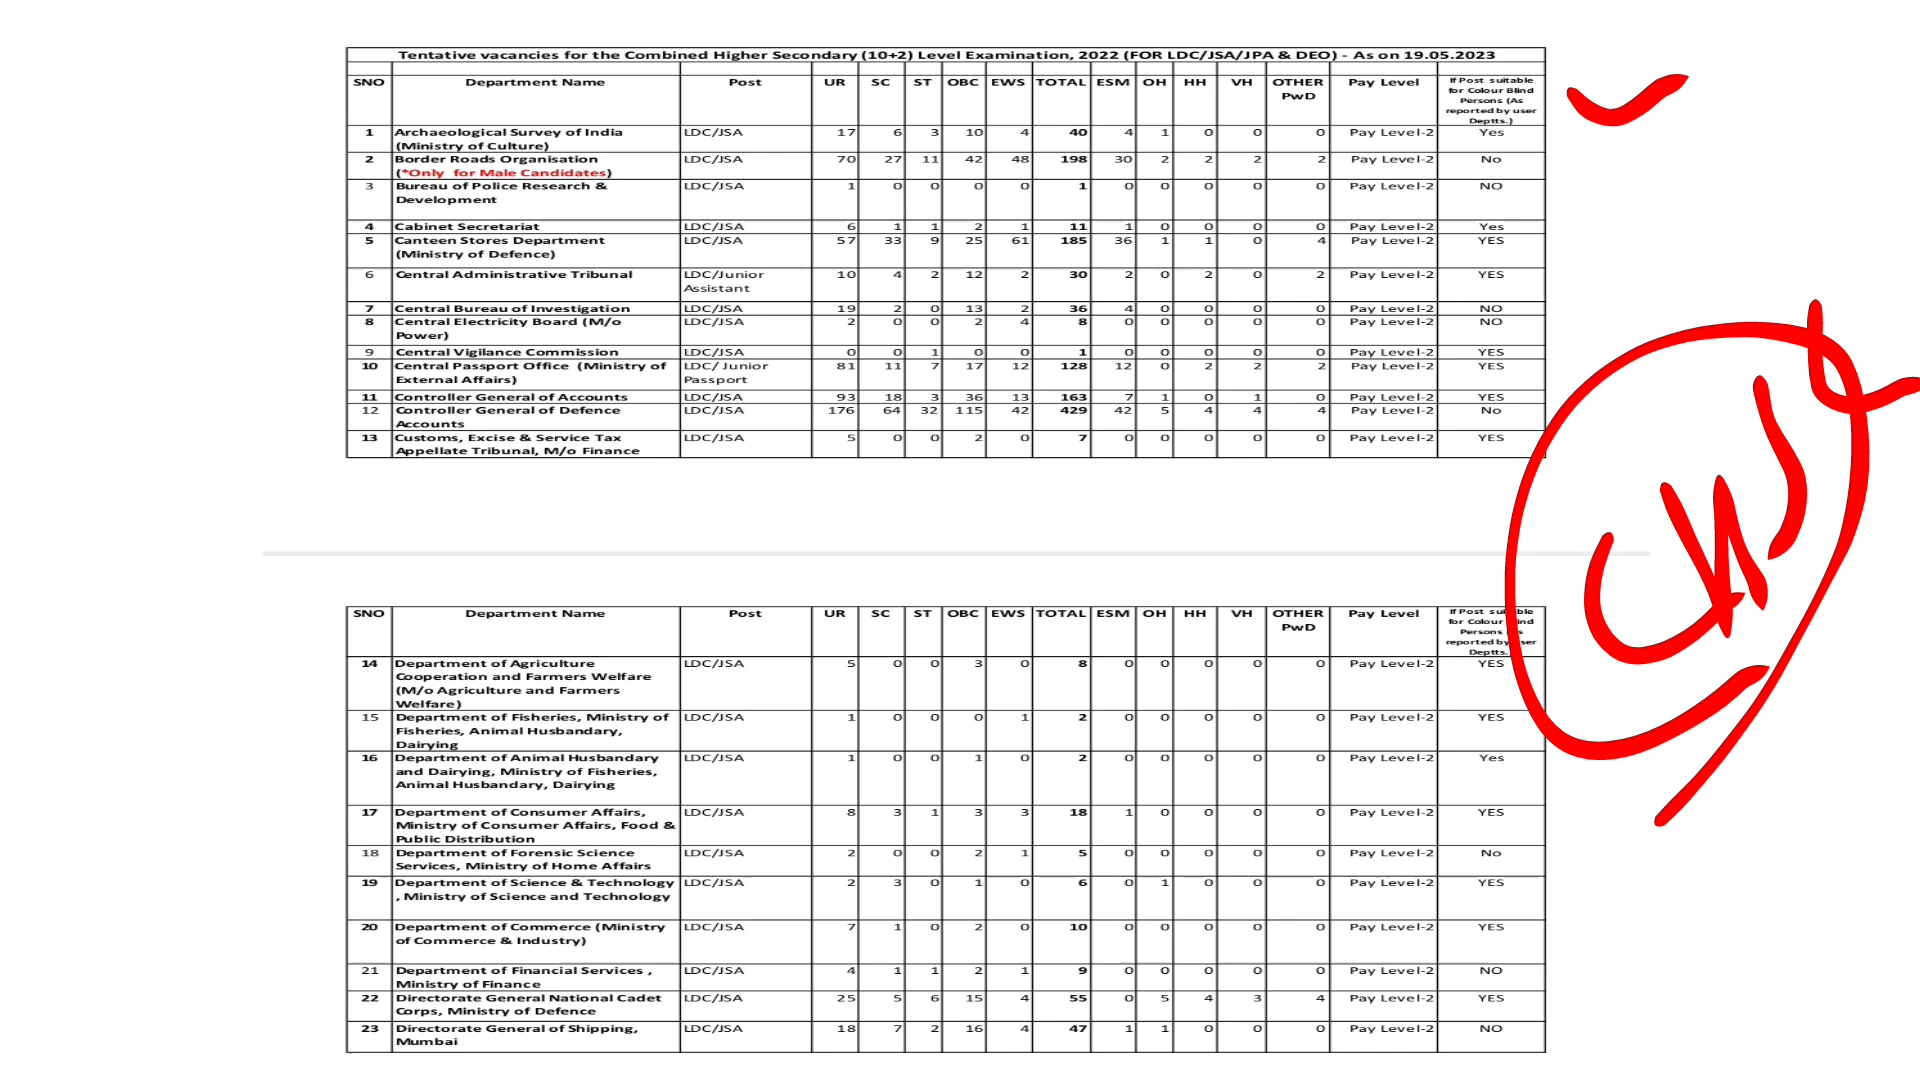 Tentative vacancies for the Combined Higher Secondary (10+2) Level Examination, 2022 (FOR LDC/JSA/JPA & DEO) - As on 19.05.2023
SNO Department Name Post UR SC ST OBC EWS TOTAL ESM OH HH VH OTHER PwD Pay Level If Post suitable for Colour Blind Persons (As reported by user Deptts.)
1 Archaeological Survey of India (Ministry of Culture) LDC/JSA 17 6 3 10 4 40 4 1 0 0 0 Pay Level-2 Yes
2 Border Roads Organisation (*Only for Male Candidates) LDC/JSA 70 27 11 42 48 198 30 2 2 2 2 Pay Level-2 No
3 Bureau of Police Research & Development LDC/JSA 1 0 0 0 0 1 0 0 0 0 0 Pay Level-2 NO
4 Cabinet Secretariat LDC/JSA 6 1 1 2 1 11 1 0 0 0 0 Pay Level-2 Yes
5 Canteen Stores Department (Ministry of Defence) LDC/JSA 57 33 9 25 61 185 36 1 1 0 4 Pay Level-2 YES
6 Central Administrative Tribunal LDC/Junior Assistant 10 4 2 12 2 30 2 0 2 0 2 Pay Level-2 YES
7 Central Bureau of Investigation LDC/JSA 19 2 0 13 2 36 4 0 0 0 0 Pay Level-2 NO
8 Central Electricity Board (M/o Power) LDC/JSA 2 0 0 2 4 8 0 0 0 0 0 Pay Level-2 NO
9 Central Vigilance Commission LDC/JSA 0 0 1 0 0 1 0 0 0 0 0 Pay Level-2 YES
10 Central Passport Office (Ministry of External Affairs) LDC/ Junior Passport 81 11 7 17 12 128 12 0 2 2 2 Pay Level-2 YES
11 Controller General of Accounts LDC/JSA 93 18 3 36 13 163 7 1 0 1 0 Pay Level-2 YES
12 Controller General of Defence Accounts LDC/JSA 176 64 32 115 42 429 42 5 4 4 4 Pay Level-2 No
13 Customs, Excise & Service Tax Appellate Tribunal, M/o Finance LDC/JSA 5 0 0 2 0 7 0 0 0 0 0 Pay Level-2 YES
SNO Department Name Post UR SC ST OBC EWS TOTAL ESM OH HH VH OTHER PwD Pay Level If Post suitable for Colour Blind Persons reported by user Deptts.
14 Department of Agriculture Cooperation and Farmers Welfare (M/o Agriculture and Farmers Welfare) LDC/JSA 5 0 0 3 0 8 0 0 0 0 0 Pay Level-2 YES
15 Department of Fisheries, Ministry of Fisheries, Animal Husbandary, Dairying LDC/JSA 1 0 0 0 1 2 0 0 0 0 0 Pay Level-2 YES
16 Department of Animal Husbandary and Dairying, Ministry of Fisheries, Animal Husbandary, Dairying LDC/JSA 1 0 0 1 0 2 0 0 0 0 0 Pay Level-2 Yes
17 Department of Consumer Affairs, Ministry of Consumer Affairs, Food & Public Distribution LDC/JSA 8 3 1 3 3 18 1 0 0 0 0 Pay Level-2 YES
18 Department of Forensic Science Services, Ministry of Home Affairs LDC/JSA 2 0 0 2 1 5 0 0 0 0 0 Pay Level-2 No
19 Department of Science & Technology , Ministry of Science and Technology LDC/JSA 2 3 0 1 0 6 0 1 0 0 0 Pay Level-2 YES
20 Department of Commerce (Ministry of Commerce & Industry) LDC/JSA 7 1 0 2 0 10 0 0 0 0 0 Pay Level-2 YES
21 Department of Financial Services , Ministry of Finance LDC/JSA 4 1 1 2 1 9 0 0 0 0 0 Pay Level-2 NO
22 Directorate General National Cadet Corps, Ministry of Defence LDC/JSA 25 5 6 15 4 55 0 5 4 3 4 Pay Level-2 YES
23 Directorate General of Shipping, Mumbai LDC/JSA 18 7 2 16 4 47 1 1 0 0 0 Pay Level-2 NO